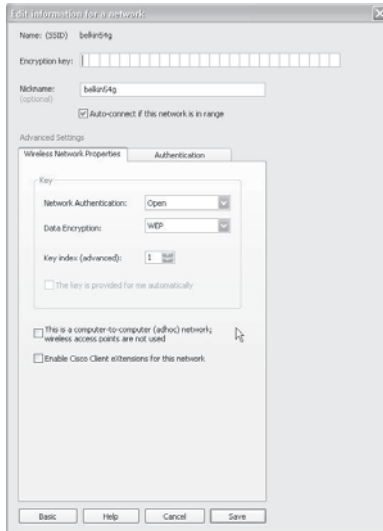 Edit information for a network
Name: (SSID) belkin54g
Encryption key:
Nickname: belkin54g
(optional)
Auto-connect if this network is in range
Advanced Settings
Wireless Network Properties Authentication
Key
Network Authentication: Open
Data Encryption: WEP
Key index (advanced): 1
The key is provided for me automatically
This is a computer-to-computer (adhoc) network;
wireless access points are not used
Enable Cisco Client eXtensions for this network
Basic Help Cancel Save